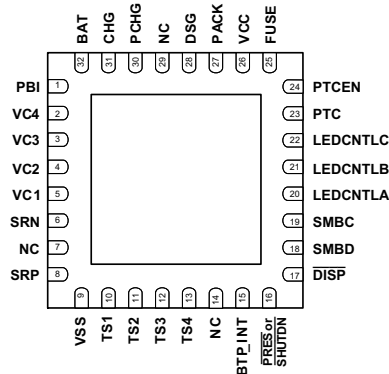 BAT
CHG
PCHG
NC
DSG
PACK
VCC
FUSE
32
31
30
29
28
27
26
25
PBI 1
VC4 2
VC3 3
VC2 4
VC1 5
SRN 6
NC 7
SRP 8
24 PTCEN
23 PTC
22 LEDCNTLC
21 LEDCNTLB
20 LEDCNTLA
19 SMBC
18 SMBD
17 DISP
9
10
11
12
13
14
15
16
VSS
TS1
TS2
TS3
TS4
NC
BTP_INT
PRES or
SHUTDN